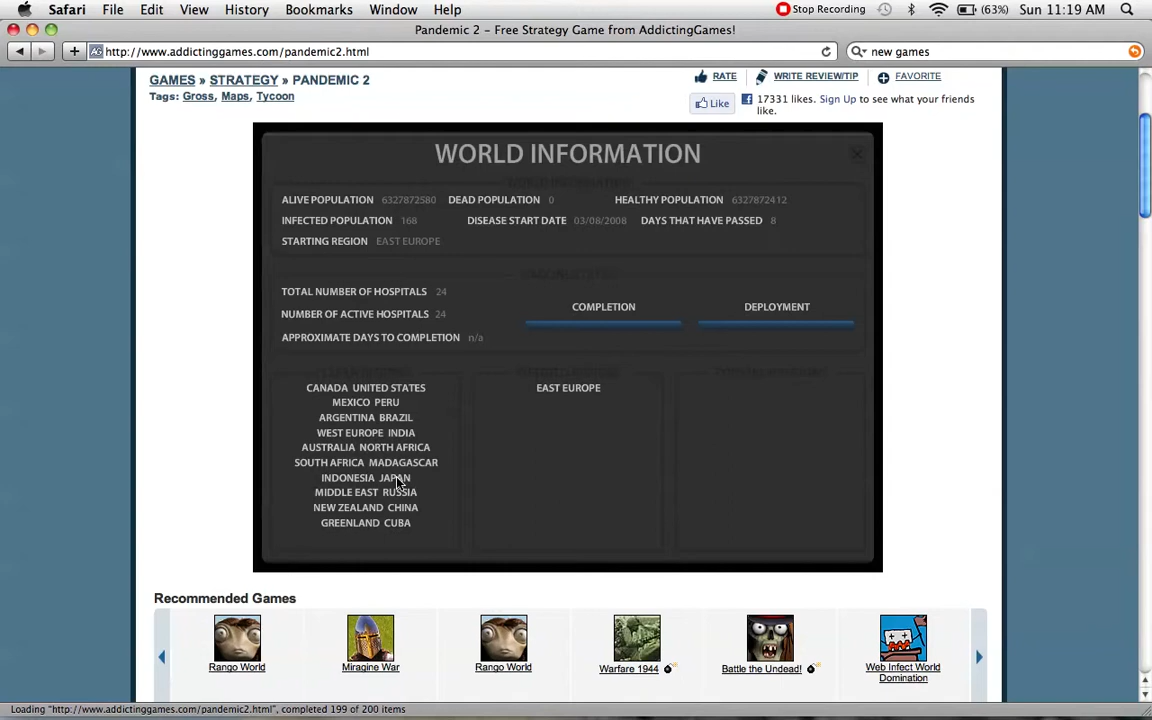 Safari File Edit View History Bookmarks Window Help Stop Recording (63%) Sun 11:19 AM
Pandemic 2 – Free Strategy Game from AddictingGames!
http://www.addictinggames.com/pandemic2.html new games
GAMES » STRATEGY » PANDEMIC 2 RATE WRITE REVIEW/TIP FAVORITE
Tags: Gross, Maps, Tycoon
Like 17331 likes. Sign Up to see what your friends
like.
WORLD INFORMATION
ALIVE POPULATION 6327872580 DEAD POPULATION 0 HEALTHY POPULATION 6327872412
INFECTED POPULATION 168 DISEASE START DATE 03/08/2008 DAYS THAT HAVE PASSED 8
STARTING REGION EAST EUROPE
TOTAL NUMBER OF HOSPITALS 24
COMPLETION DEPLOYMENT
NUMBER OF ACTIVE HOSPITALS 24
APPROXIMATE DAYS TO COMPLETION n/a
CANADA UNITED STATES EAST EUROPE
MEXICO PERU
ARGENTINA BRAZIL
WEST EUROPE INDIA
AUSTRALIA NORTH AFRICA
SOUTH AFRICA MADAGASCAR
INDONESIA JAPAN
MIDDLE EAST RUSSIA
NEW ZEALAND CHINA
GREENLAND CUBA
Recommended Games
Rango World Miragine War Rango World Warfare 1944 Battle the Undead! Web Infect World
Domination
Loading "http://www.addictinggames.com/pandemic2.html", completed 199 of 200 items